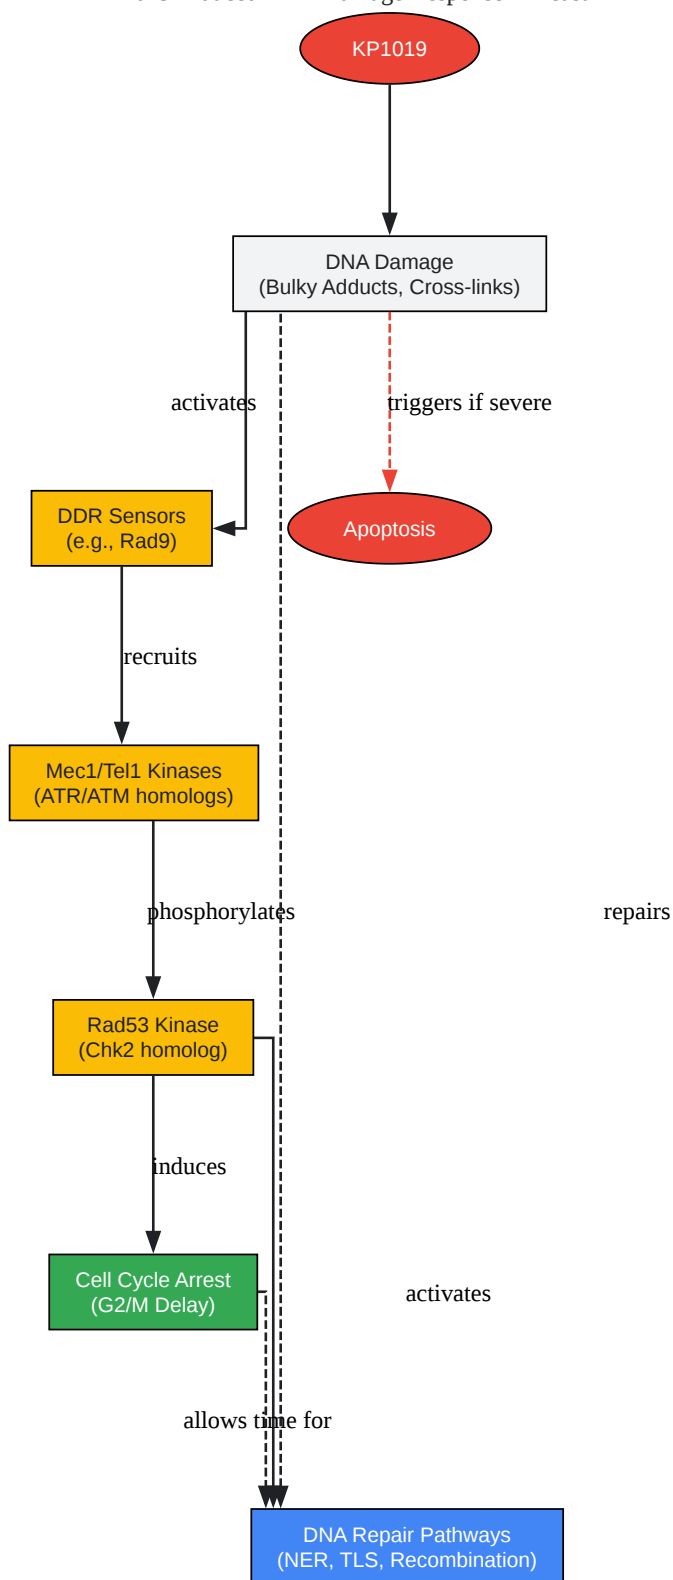 KP1019
DNA Damage
(Bulky Adducts, Cross-links)
activates
triggers if severe
DDR Sensors
(e.g., Rad9)
Apoptosis
recruits
Mec1/Tel1 Kinases
(ATR/ATM homologs)
phosphorylates
repairs
Rad53 Kinase
(Chk2 homolog)
induces
Cell Cycle Arrest
(G2/M Delay)
activates
allows time for
DNA Repair Pathways
(NER, TLS, Recombination)